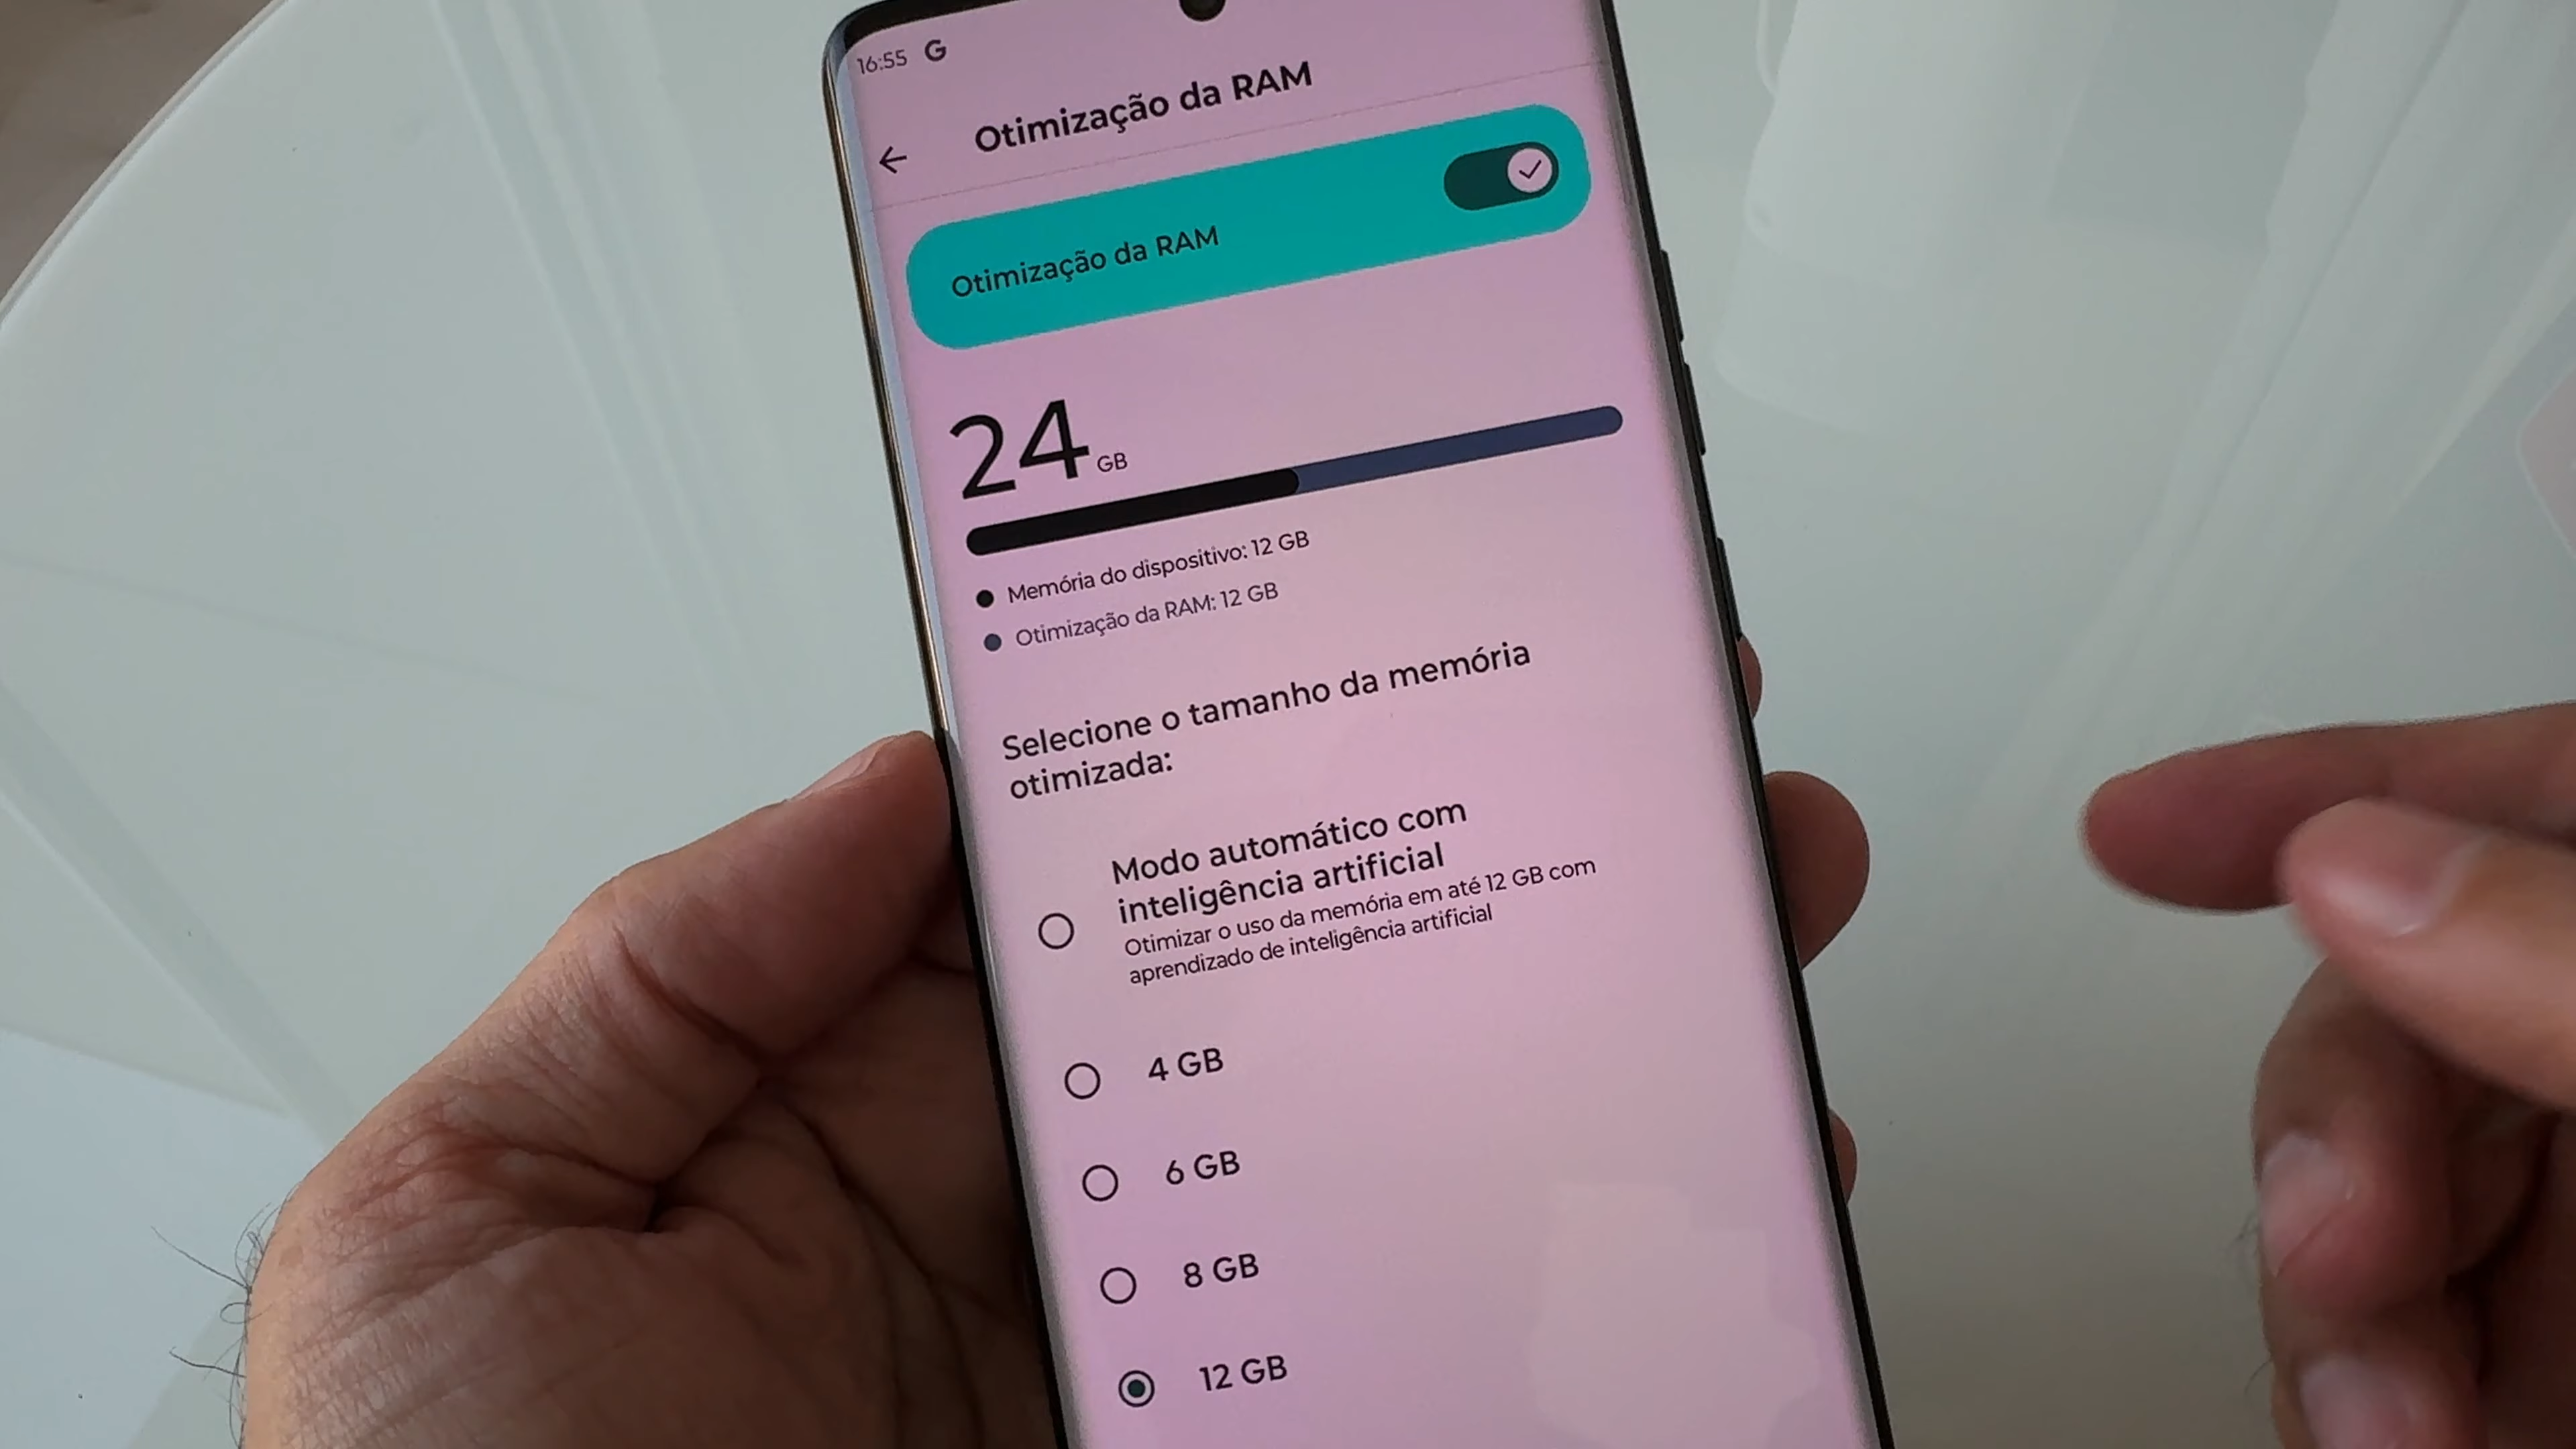 16:55 G
Otimização da RAM
Otimização da RAM
24 GB
Memória do dispositivo: 12 GB
Otimização da RAM: 12 GB
Selecione o tamanho da memória
otimizada:
Modo automático com
inteligência artificial
Otimizar o uso da memória em até 12 GB com
aprendizado de inteligência artificial
4 GB
6 GB
8 GB
12 GB